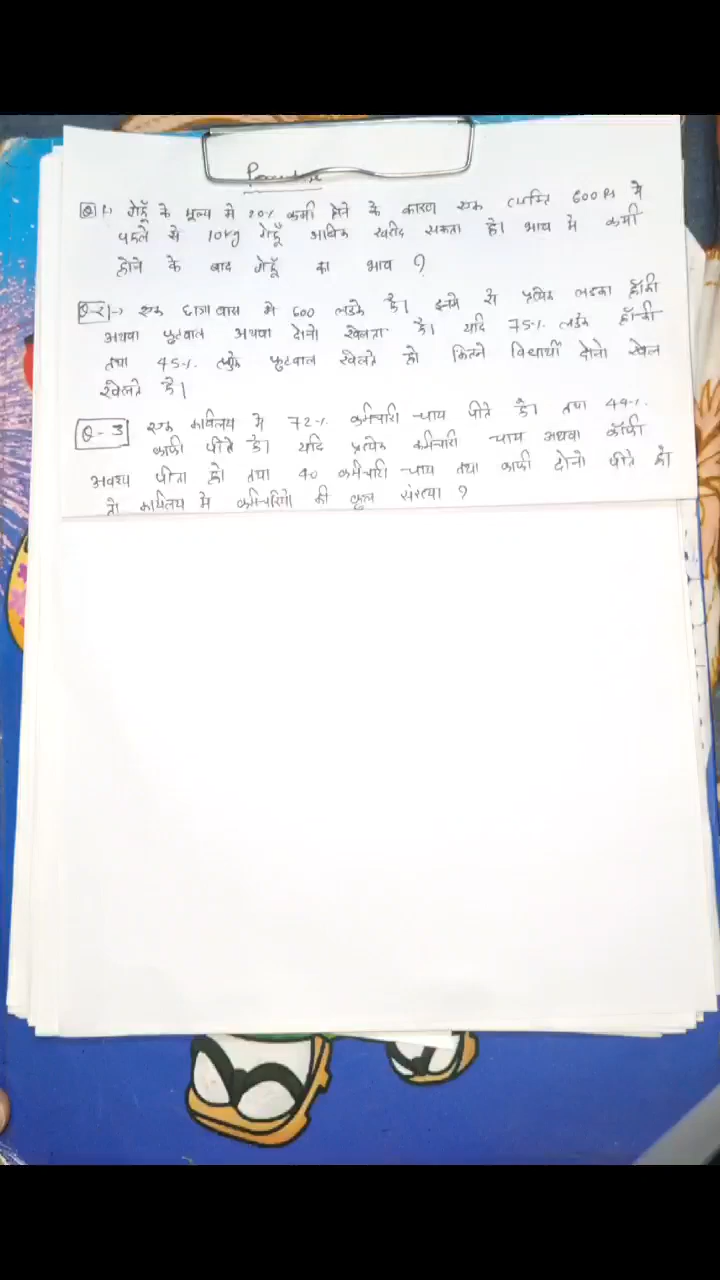 Q 1.) गेहूँ के मूल्य में 20% कमी होने के कारण एक व्यक्ति 600 Rs में
पहले से 10 kg गेहूँ अधिक खरीद सकता है। भाव में कमी
होने के बाद गेहूँ का भाव ?
Q-2) → एक छात्रावास में 600 लड़के है। इनमें से प्रत्येक लड़का हॉकी
अथवा फुटबाल अथवा दोनो खेलता है। यदि 75% लड़के हॉकी
तथा 45% लड़के फुटबाल खेलते हो कितने विद्यार्थी दोनो खेल
खेलते है।
Q-3 एक कार्यालय में 72% कर्मचारी चाय पीते है। तथा 44%
काफी पीते है। यदि प्रत्येक कर्मचारी चाय अथवा कॉफी
अवश्य पीता हो तथा 40 कर्मचारी चाय तथा काफी दोनो पीते हो
तो कार्यालय में कर्मचारियो की कुल संख्या ?